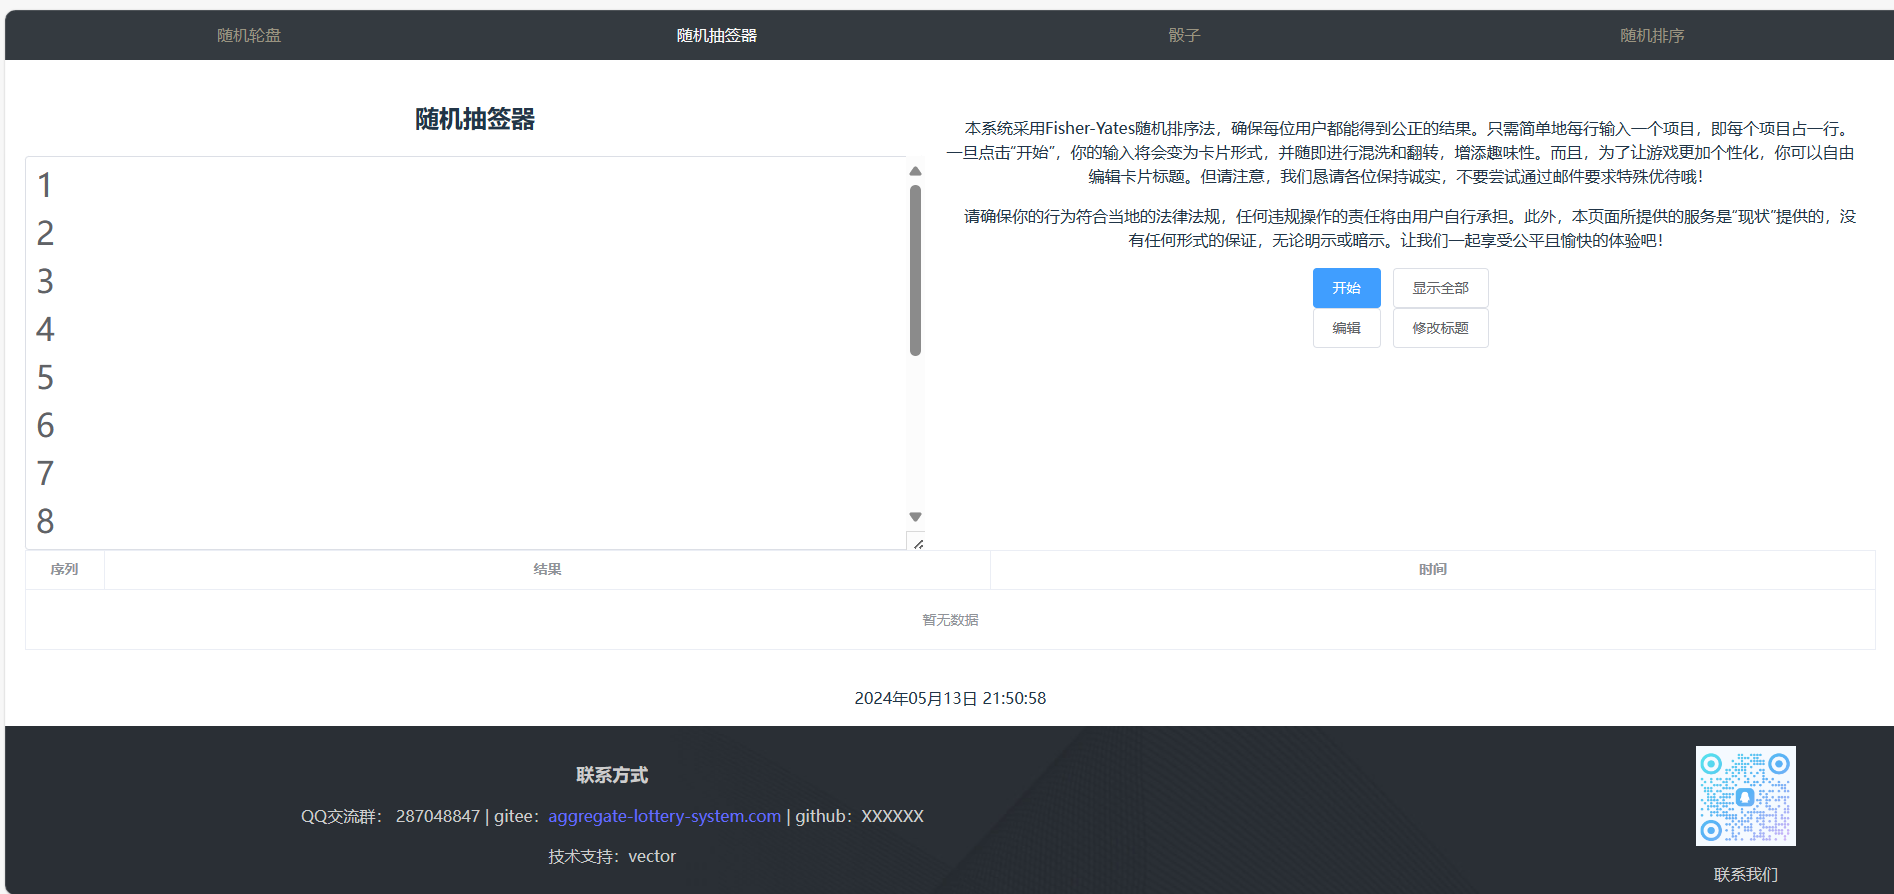 随机轮盘 随机抽签器 骰子 随机排序
随机抽签器
1
2
3
4
5
6
7
8
本系统采用Fisher-Yates随机排序法，确保每位用户都能得到公正的结果。只需简单地每行输入一个项目，即每个项目占一行。
一旦点击“开始”，你的输入将会变为卡片形式，并随即进行混洗和翻转，增添趣味性。而且，为了让游戏更加个性化，你可以自由
编辑卡片标题。但请注意，我们恳请各位保持诚实，不要尝试通过邮件要求特殊优待哦！
请确保你的行为符合当地的法律法规，任何违规操作的责任将由用户自行承担。此外，本页面所提供的服务是“现状”提供的，没
有任何形式的保证，无论明示或暗示。让我们一起享受公平且愉快的体验吧！
开始 显示全部
编辑 修改标题
序列 结果 时间
暂无数据
2024年05月13日 21:50:58
联系方式
QQ交流群： 287048847 | gitee：aggregate-lottery-system.com | github：XXXXXX
技术支持：vector
联系我们